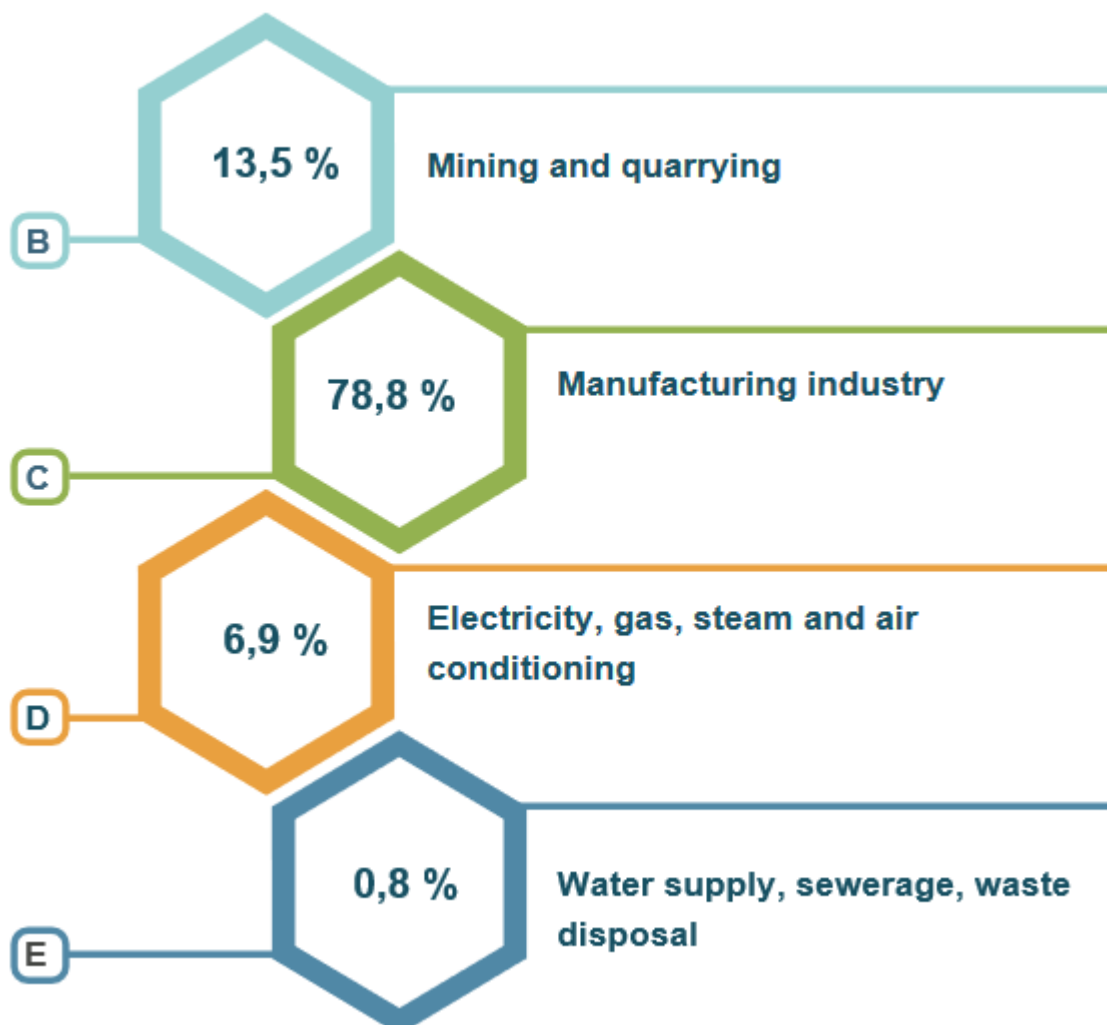 13,5 %
Mining and quarrying
B
78,8 %
Manufacturing industry
C
6,9 %
Electricity, gas, steam and air
conditioning
D
0,8 %
Water supply, sewerage, waste
disposal
E